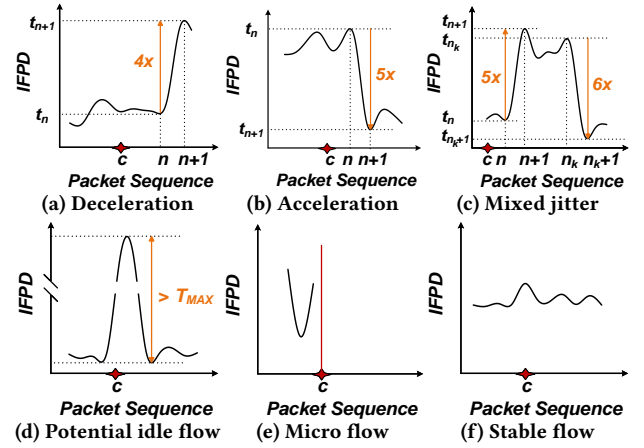 IFPD
t_{n+1}
4x
t_n
c
n
n+1
Packet Sequence
(a) Deceleration
IFPD
t_n
5x
t_{n+1}
c
n
n+1
Packet Sequence
(b) Acceleration
IFPD
t_{n+1}
t_{n_k}
5x
6x
t_n
t_{n_k+1}
c
n
n+1
n_k
n_k+1
Packet Sequence
(c) Mixed jitter
IFPD
> T_{MAX}
c
Packet Sequence
(d) Potential idle flow
IFPD
c
Packet Sequence
(e) Micro flow
IFPD
c
Packet Sequence
(f) Stable flow